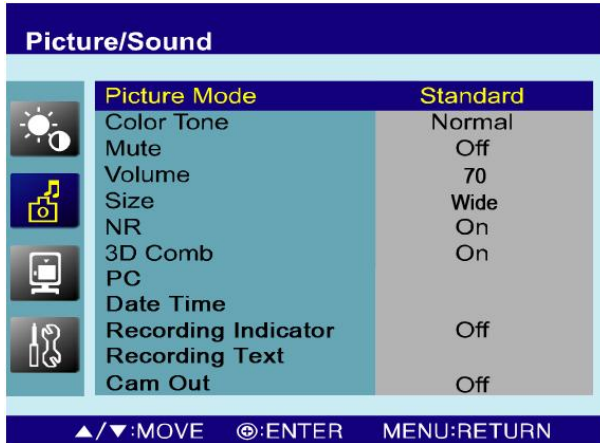 Picture/Sound
Picture Mode Standard
Color Tone Normal
Mute Off
Volume 70
Size Wide
NR On
3D Comb On
PC
Date Time
Recording Indicator Off
Recording Text
Cam Out Off
▲/▼:MOVE ⊕:ENTER MENU:RETURN